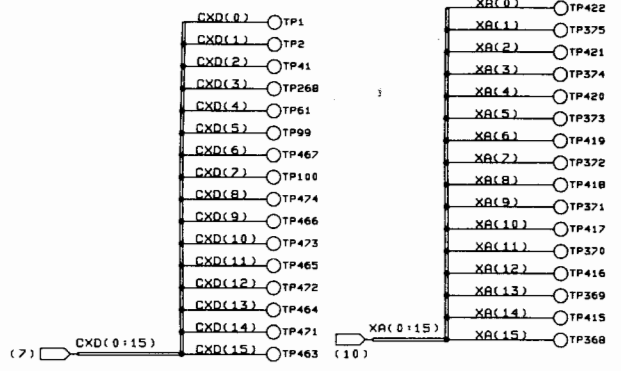 CXD(0) TP1
CXD(1) TP2
CXD(2) TP41
CXD(3) TP268
CXD(4) TP61
CXD(5) TP99
CXD(6) TP467
CXD(7) TP100
CXD(8) TP474
CXD(9) TP466
CXD(10) TP473
CXD(11) TP465
CXD(12) TP472
CXD(13) TP464
CXD(14) TP471
(7) CXD(0:15) CXD(15) TP463
XA(0) TP422
XA(1) TP375
XA(2) TP421
XA(3) TP374
XA(4) TP420
XA(5) TP373
XA(6) TP419
XA(7) TP372
XA(8) TP418
XA(9) TP371
XA(10) TP417
XA(11) TP370
XA(12) TP416
XA(13) TP369
XA(14) TP415
XA(0:15) XA(15) TP368
(10)